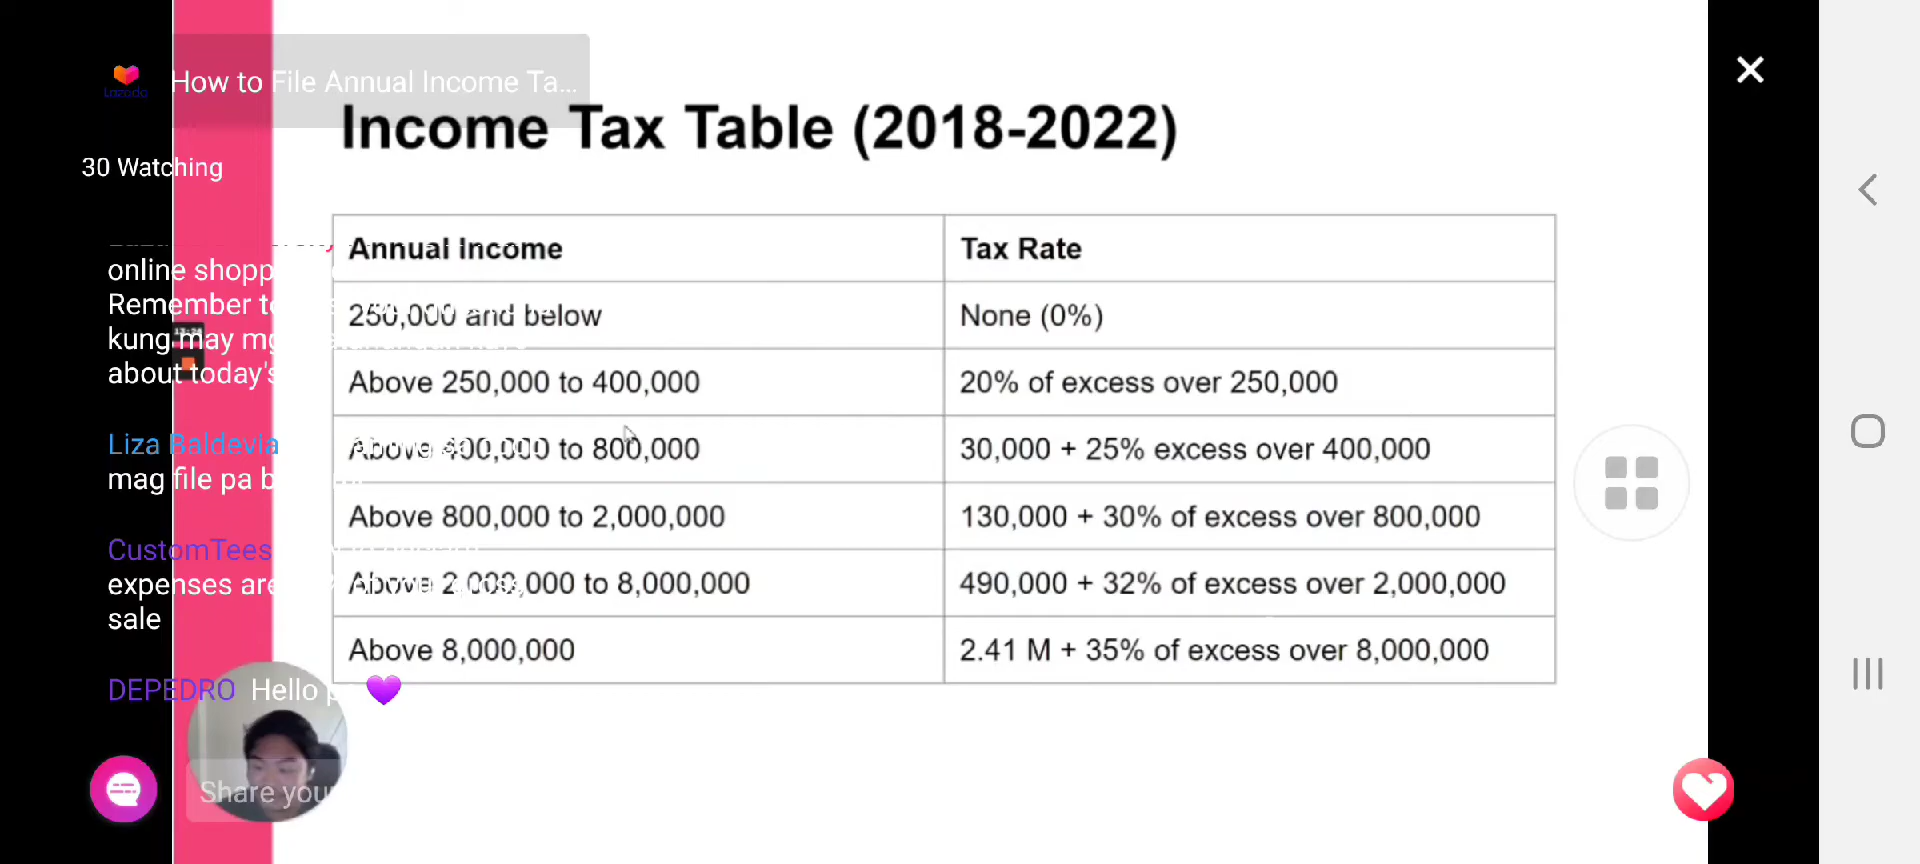 Lazada
How to File Annual Income Ta...
Income Tax Table (2018-2022)
30 Watching
Annual Income Tax Rate
250,000 and below None (0%)
Above 250,000 to 400,000 20% of excess over 250,000
Above 400,000 to 800,000 30,000 + 25% excess over 400,000
Above 800,000 to 2,000,000 130,000 + 30% of excess over 800,000
Above 2,000,000 to 8,000,000 490,000 + 32% of excess over 2,000,000
Above 8,000,000 2.41 M + 35% of excess over 8,000,000
online
Remember
kung may
about today's
Liza Baldevia
mag file pa
CustomTees
expenses are
sale
DEPEDRO Hello 💜
Share your